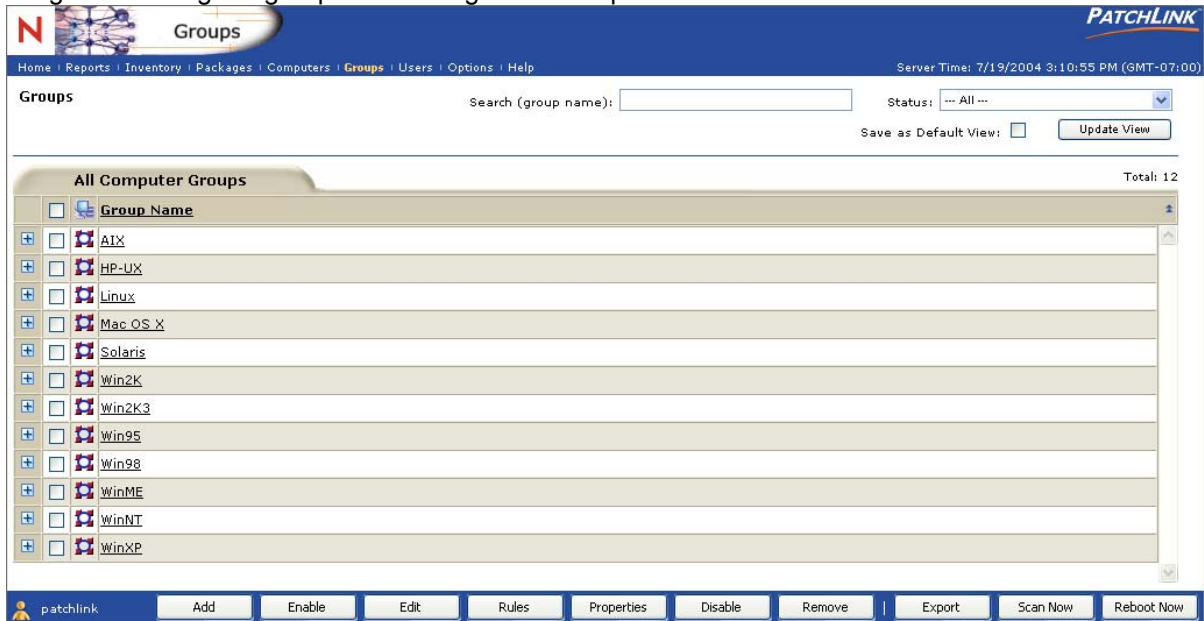 N
Groups
PATCHLINK
Home | Reports | Inventory | Packages | Computers | Groups | Users | Options | Help
Server Time: 7/19/2004 3:10:55 PM (GMT-07:00)
Groups
Search (group name):
Status: --- All ---
Save as Default View:
Update View
All Computer Groups
Total: 12
Group Name
AIX
HP-UX
Linux
Mac OS X
Solaris
Win2K
Win2K3
Win95
Win98
WinME
WinNT
WinXP
patchlink
Add
Enable
Edit
Rules
Properties
Disable
Remove
|
Export
Scan Now
Reboot Now